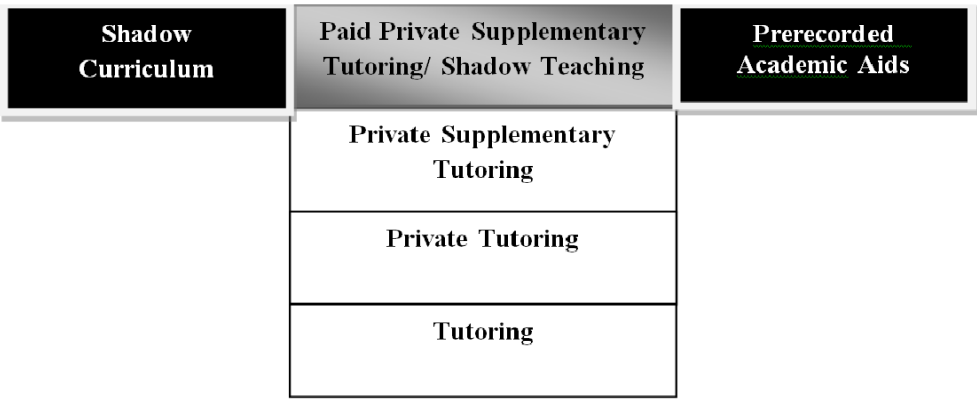 Shadow
Curriculum
Paid Private Supplementary
Tutoring/ Shadow Teaching
Prerecorded
Academic Aids
Private Supplementary
Tutoring
Private Tutoring
Tutoring